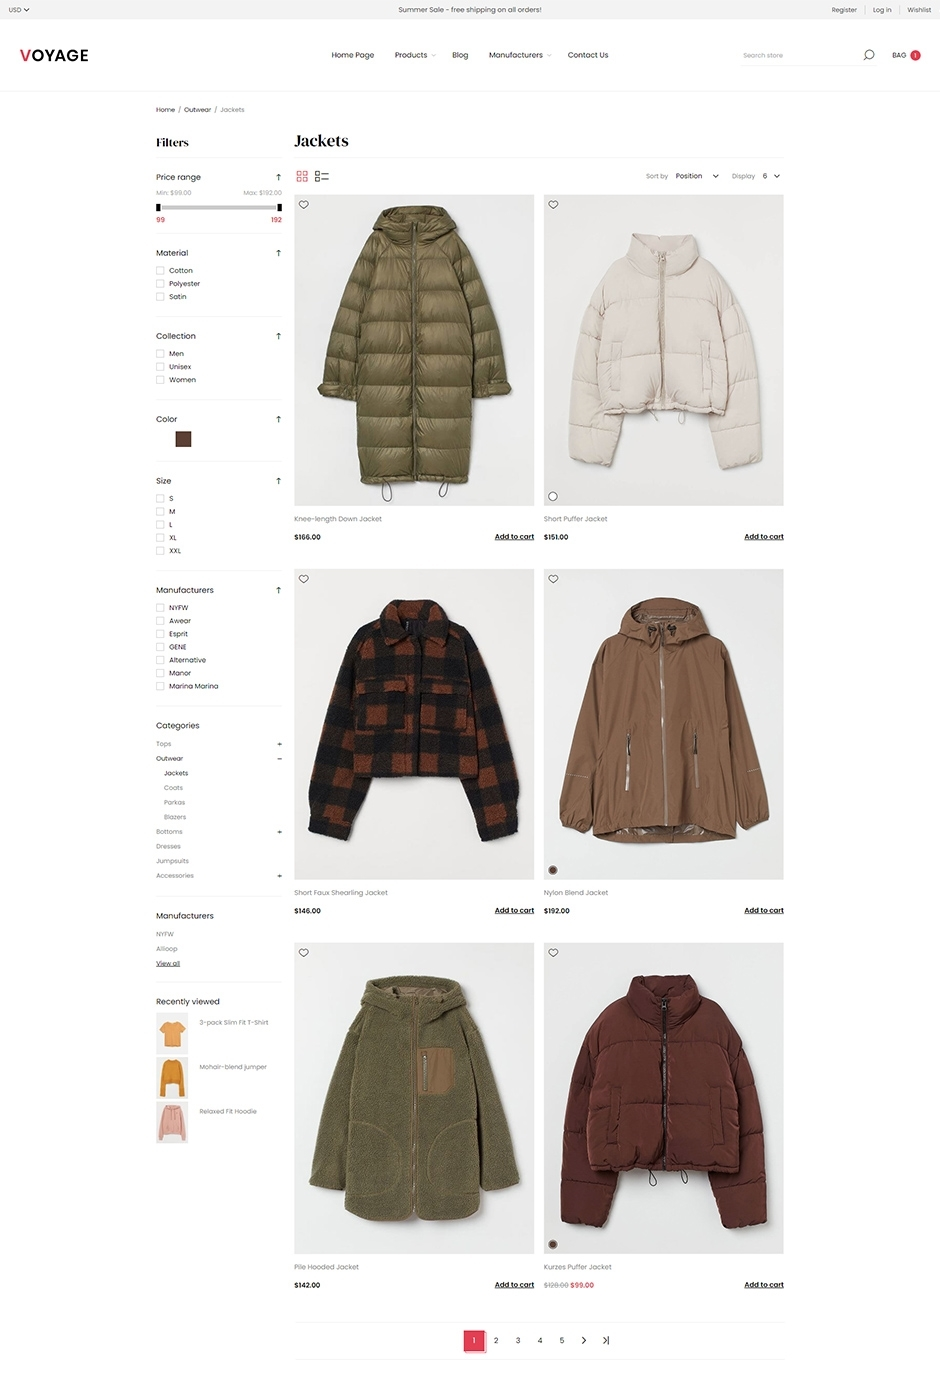 USD
Summer Sale - free shipping on all orders!
Register
Log in
Wishlist
VOYAGE
Home Page
Products
Blog
Manufacturers
Contact Us
Search store
BAG 1
Home / Outwear / Jackets
Filters
Price range
Min: $99.00 Max: $192.00
99 192
Material
Cotton
Polyester
Satin
Collection
Men
Unisex
Women
Color
Size
S
M
L
XL
XXL
Manufacturers
NYFW
Awear
Esprit
GENE
Alternative
Manor
Marina Marina
Categories
Tops +
Outwear –
Jackets
Coats
Parkas
Blazers
Bottoms +
Dresses
Jumpsuits
Accessories +
Manufacturers
NYFW
Alloop
View all
Recently viewed
3-pack Slim Fit T-Shirt
Mohair-blend jumper
Relaxed Fit Hoodie
Jackets
Sort by Position
Display 6
Knee-length Down Jacket
$166.00 Add to cart
Short Puffer Jacket
$151.00 Add to cart
Short Faux Shearling Jacket
$146.00 Add to cart
Nylon Blend Jacket
$192.00 Add to cart
Pile Hooded Jacket
$142.00 Add to cart
Kurzes Puffer Jacket
$128.00 $99.00 Add to cart
1 2 3 4 5